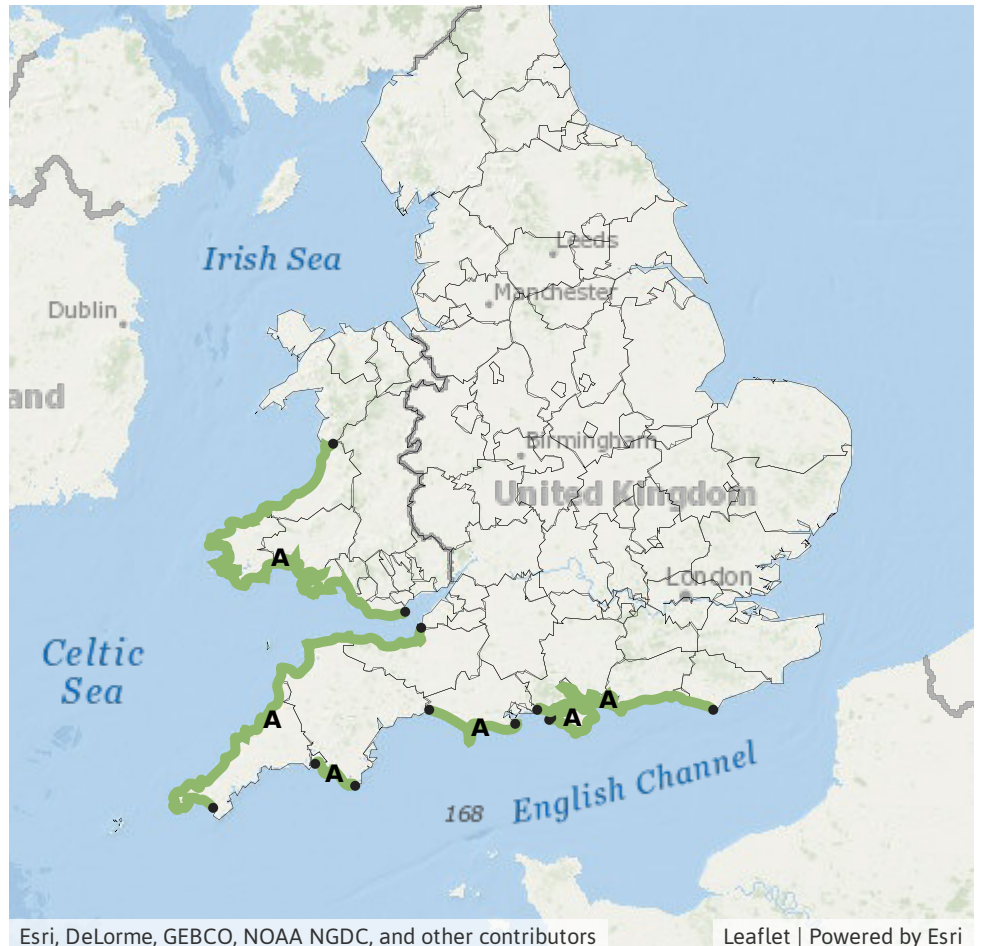 Leeds
Irish Sea
Manchester
Dublin
and
Birmingham
United Kingdom
A
London
Celtic
Sea
A
A
A
A
A
168
English Channel
Esri, DeLorme, GEBCO, NOAA NGDC, and other contributors
Leaflet | Powered by Esri